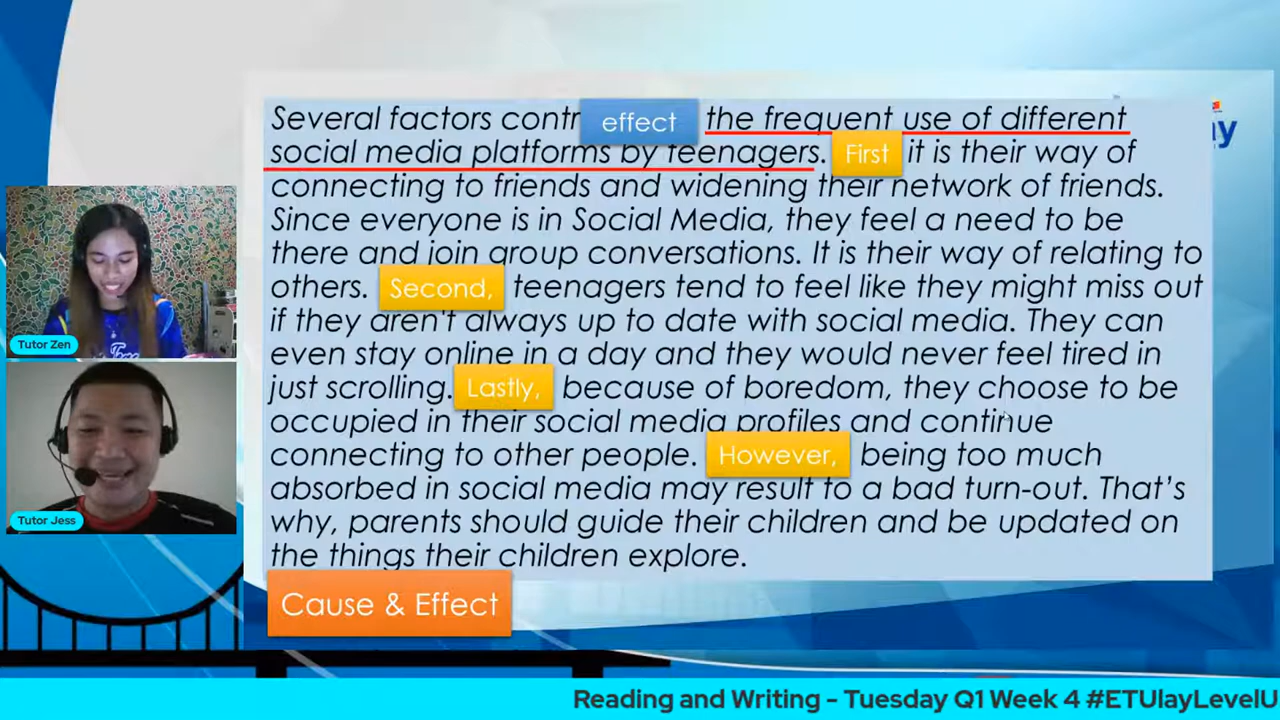 Several factors contr effect the frequent use of different
social media platforms by teenagers. First it is their way of
connecting to friends and widening their network of friends.
Since everyone is in Social Media, they feel a need to be
there and join group conversations. It is their way of relating to
others. Second, teenagers tend to feel like they might miss out
if they aren't always up to date with social media. They can
even stay online in a day and they would never feel tired in
just scrolling. Lastly, because of boredom, they choose to be
occupied in their social media profiles and continue
connecting to other people. However, being too much
absorbed in social media may result to a bad turn-out. That's
why, parents should guide their children and be updated on
the things their children explore.
Cause & Effect
Tutor Zen
Tutor Jess
Reading and Writing - Tuesday Q1 Week 4 #ETUlayLevelU